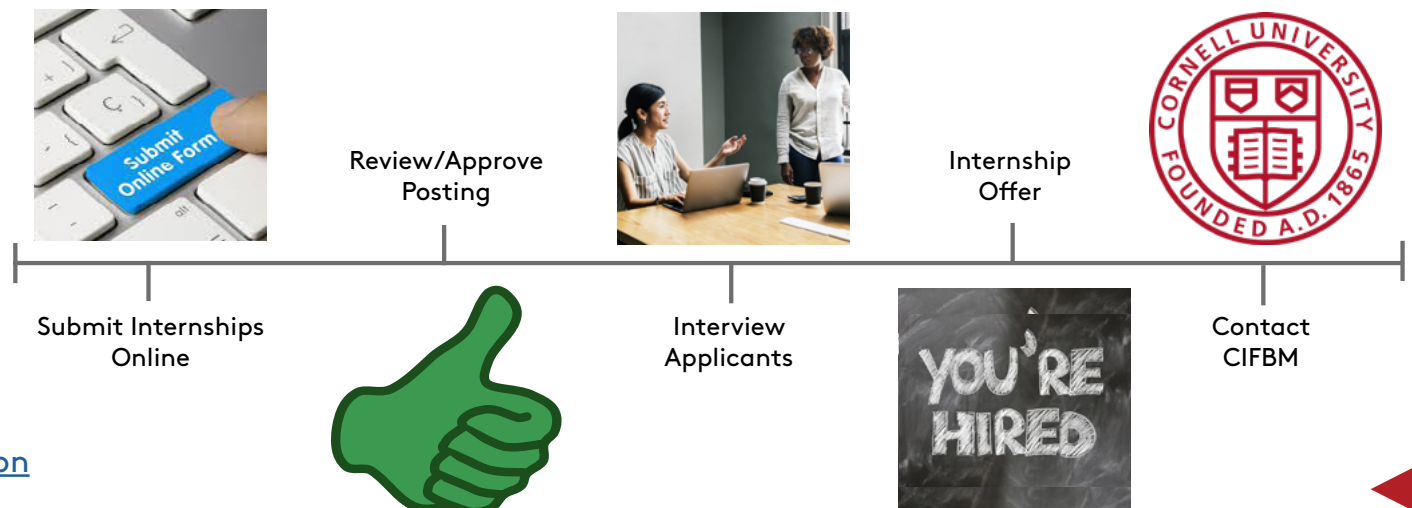 Submit
Online Form
alt
CORNELL UNIVERSITY
FOUNDED A.D. 1865
Review/Approve
Posting
Internship
Offer
Submit Internships
Online
Interview
Applicants
Contact
CIFBM
YOU'RE
HIRED
on